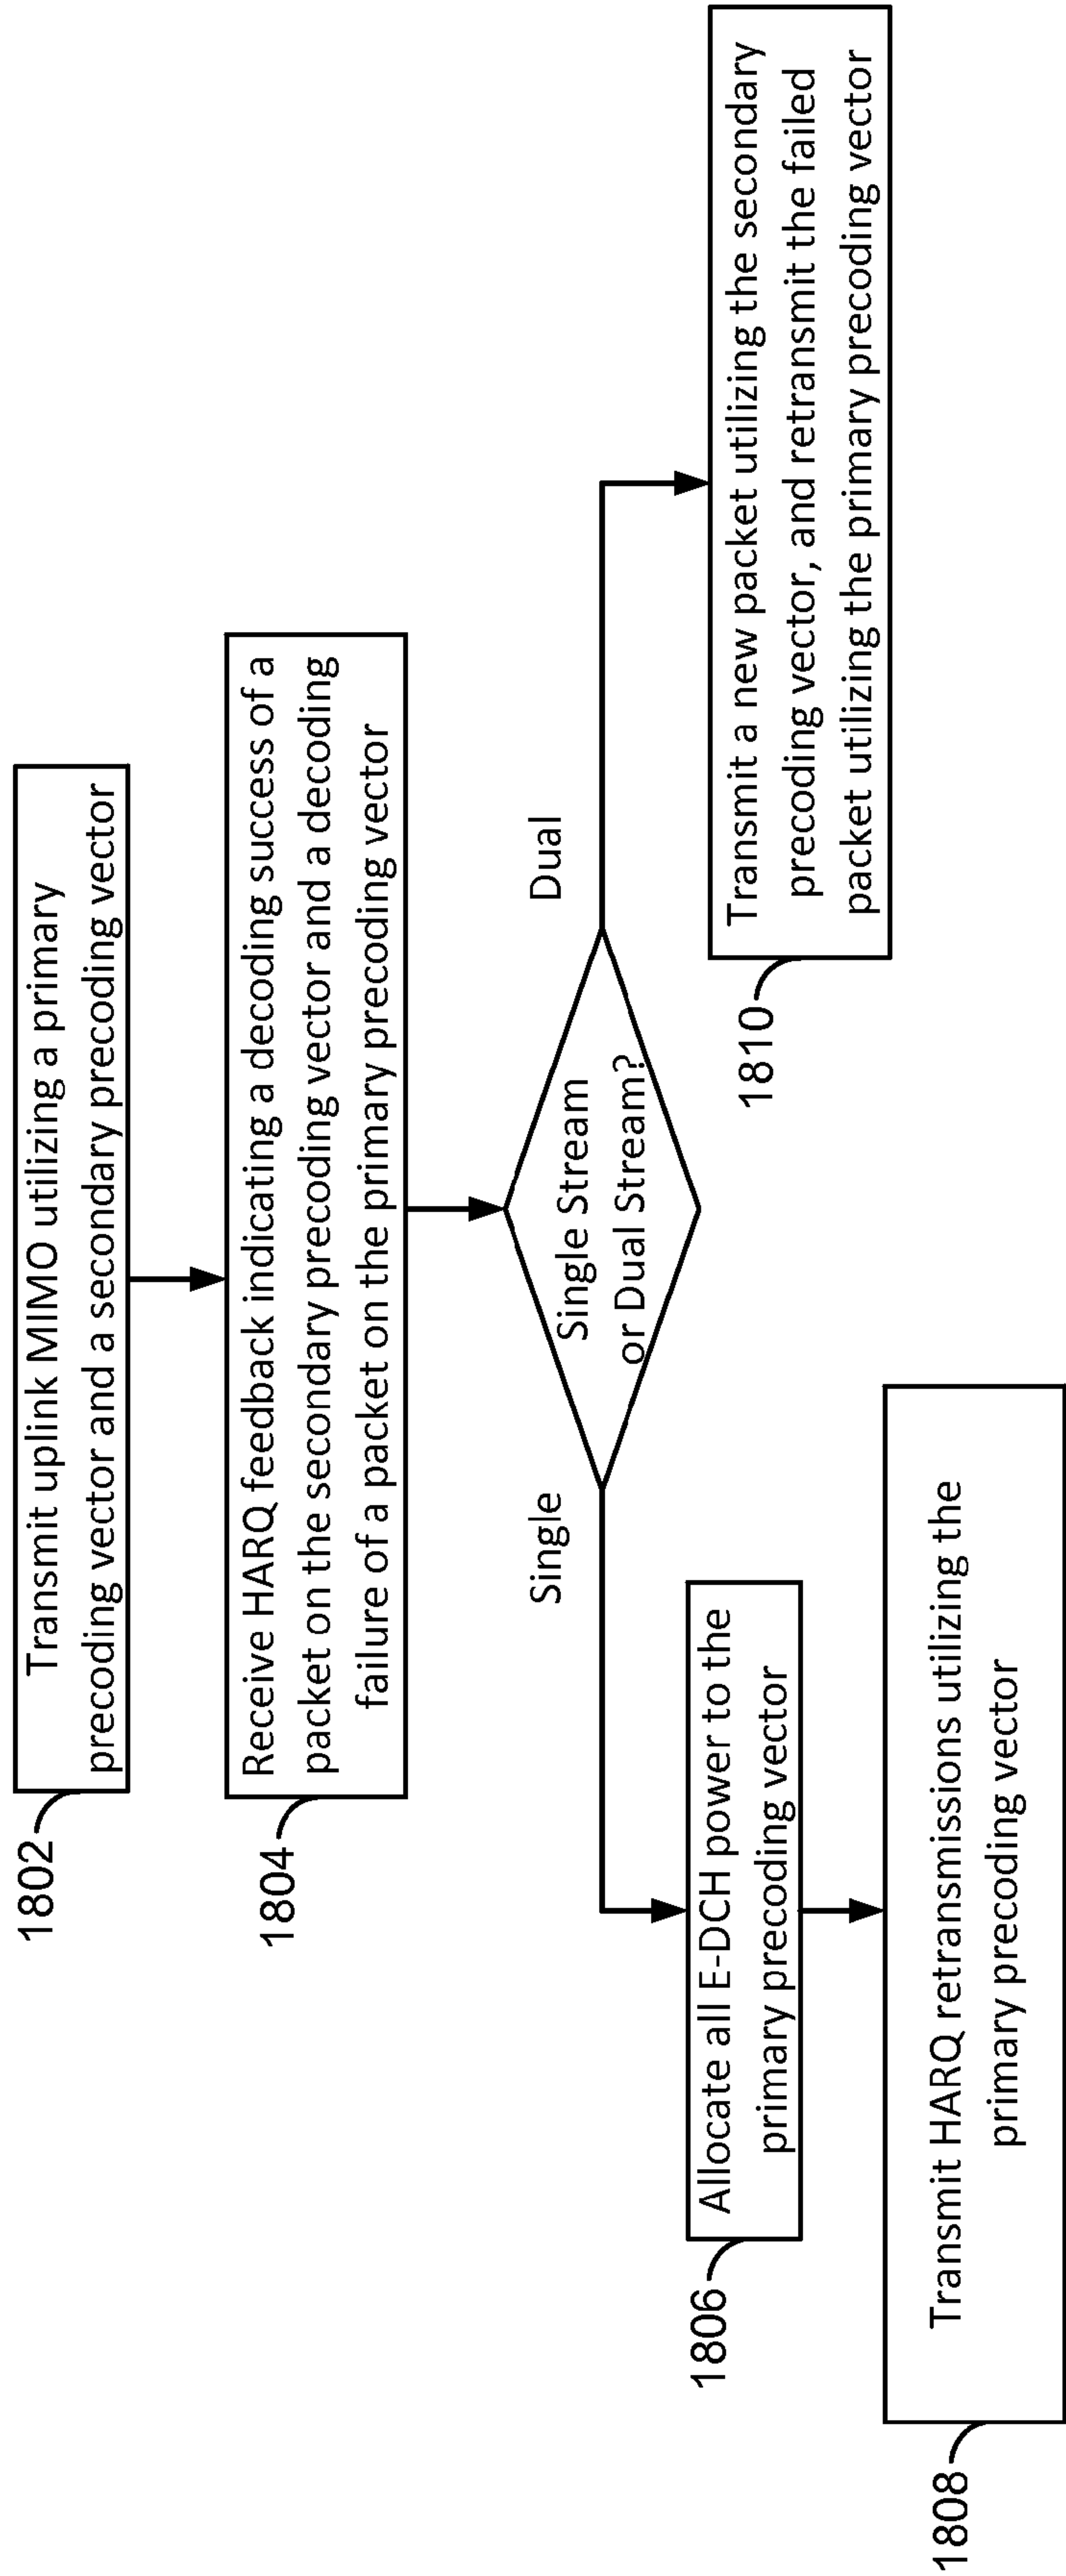 1802
Transmit uplink MIMO utilizing a primary
precoding vector and a secondary precoding vector
1804
Receive HARQ feedback indicating a decoding success of a
packet on the secondary precoding vector and a decoding
failure of a packet on the primary precoding vector
Single Stream
or Dual Stream?
Single
Dual
1806
Allocate all E-DCH power to the
primary precoding vector
1808
Transmit HARQ retransmissions utilizing the
primary precoding vector
1810
Transmit a new packet utilizing the secondary
precoding vector, and retransmit the failed
packet utilizing the primary precoding vector